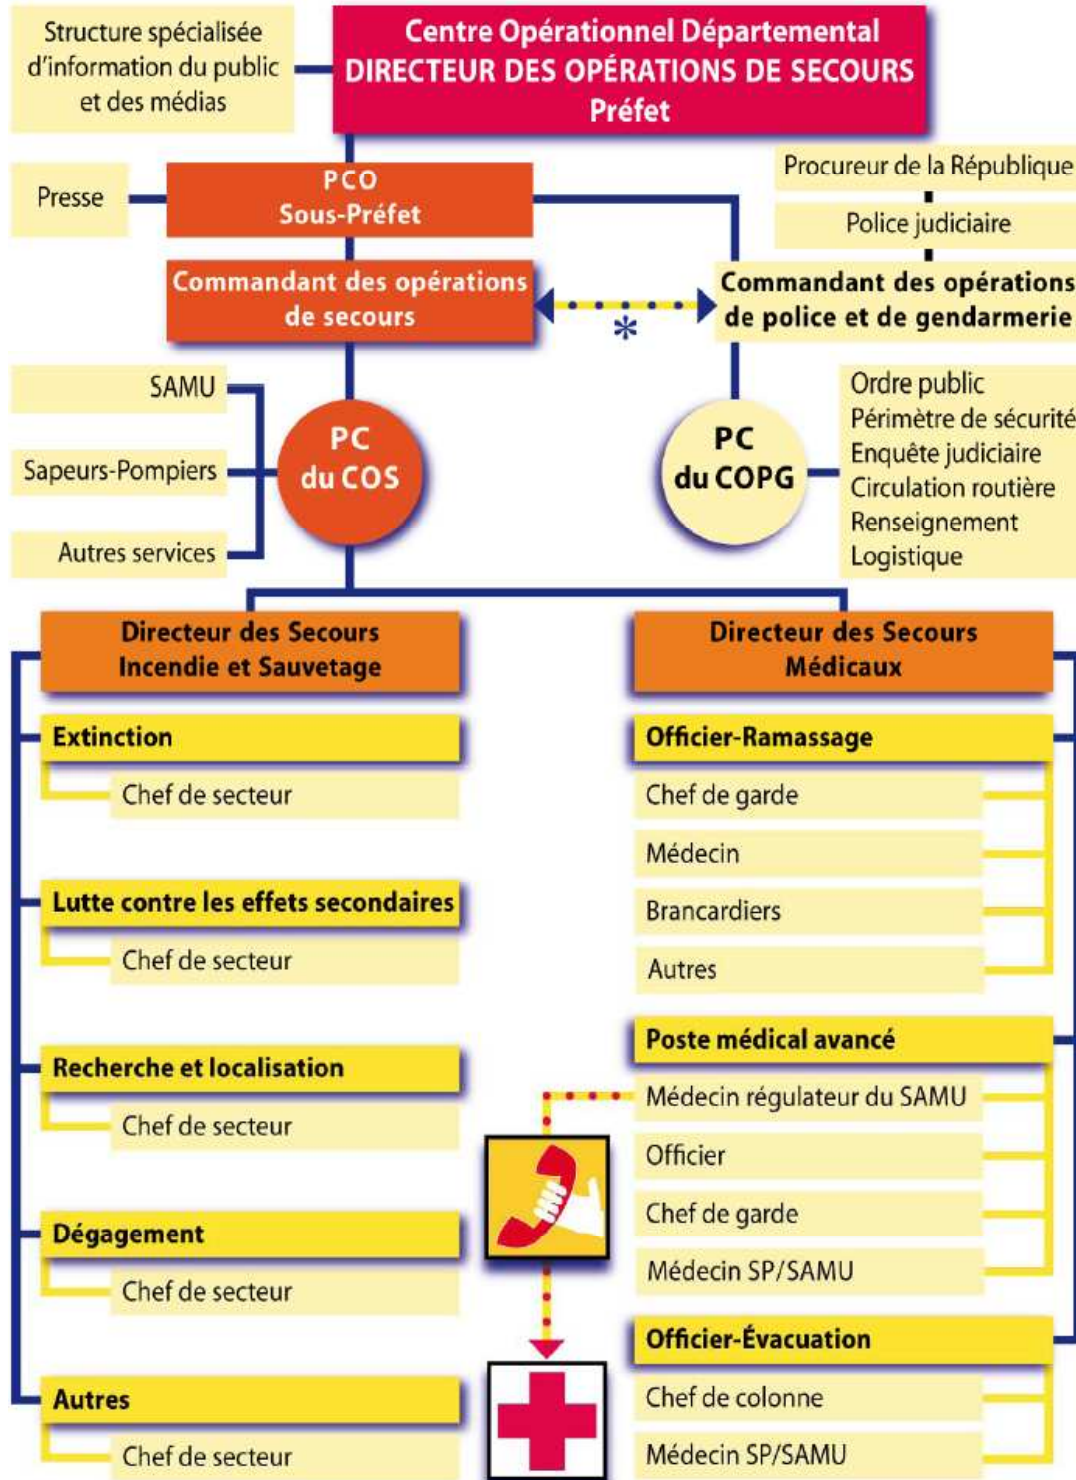 Structure spécialisée
d'information du public
et des médias
Centre Opérationnel Départemental
DIRECTEUR DES OPÉRATIONS DE SECOURS
Préfet
Presse
PCO
Sous-Préfet
Procureur de la République
Police judiciaire
Commandant des opérations
de secours
*
Commandant des opérations
de police et de gendarmerie
SAMU
Sapeurs-Pompiers
Autres services
PC
du COS
PC
du COPG
Ordre public
Périmètre de sécurité
Enquête judiciaire
Circulation routière
Renseignement
Logistique
Directeur des Secours
Incendie et Sauvetage
Extinction
Chef de secteur
Lutte contre les effets secondaires
Chef de secteur
Recherche et localisation
Chef de secteur
Dégagement
Chef de secteur
Autres
Chef de secteur
Directeur des Secours
Médicaux
Officier-Ramassage
Chef de garde
Médecin
Brancardiers
Autres
Poste médical avancé
Médecin régulateur du SAMU
Officier
Chef de garde
Médecin SP/SAMU
Officier-Évacuation
Chef de colonne
Médecin SP/SAMU